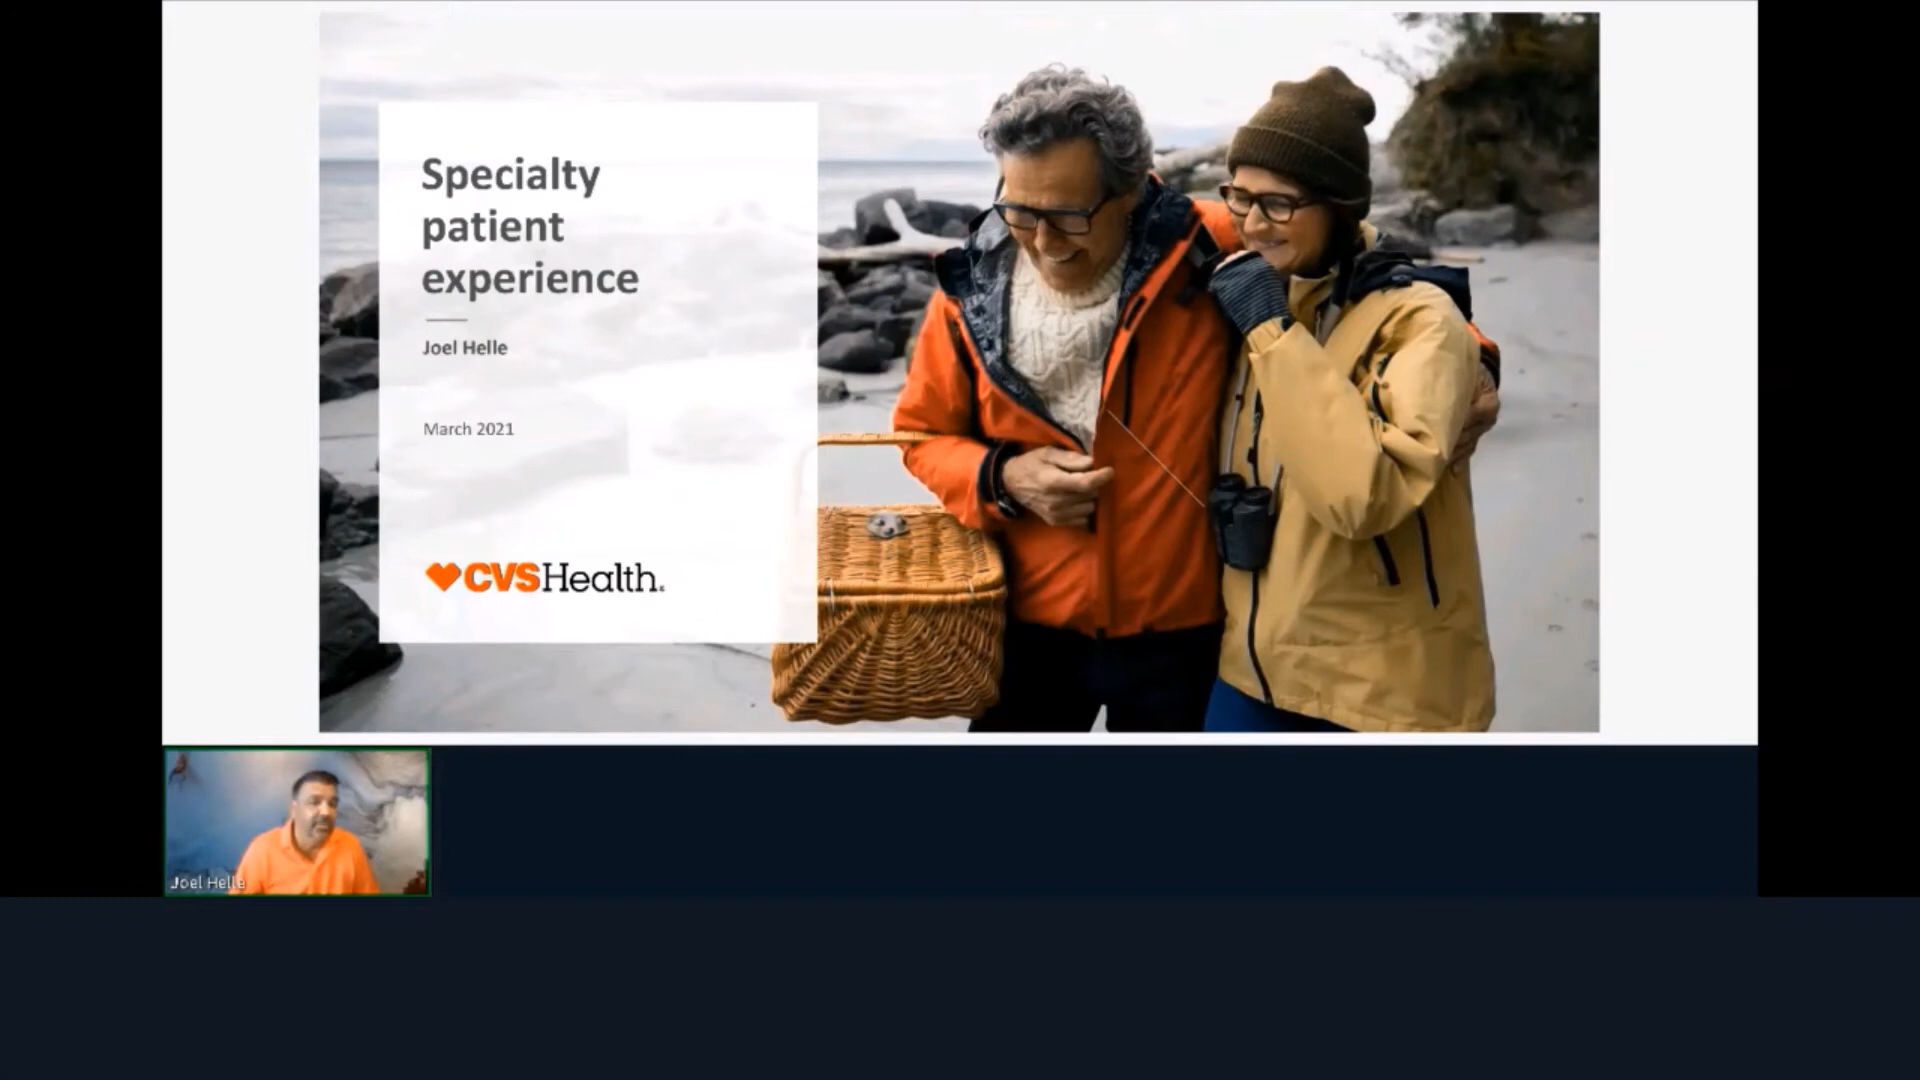 Specialty
patient
experience
Joel Helle
March 2021
CVSHealth.
Joel Helle